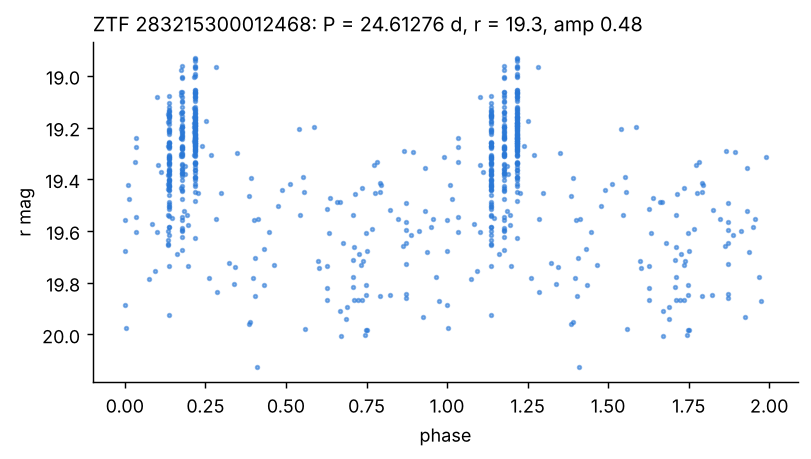 ZTF 283215300012468: P = 24.61276 d, r = 19.3, amp 0.48
19.0
19.2
19.4
19.6
19.8
20.0
r mag
0.00 0.25 0.50 0.75 1.00 1.25 1.50 1.75 2.00
phase